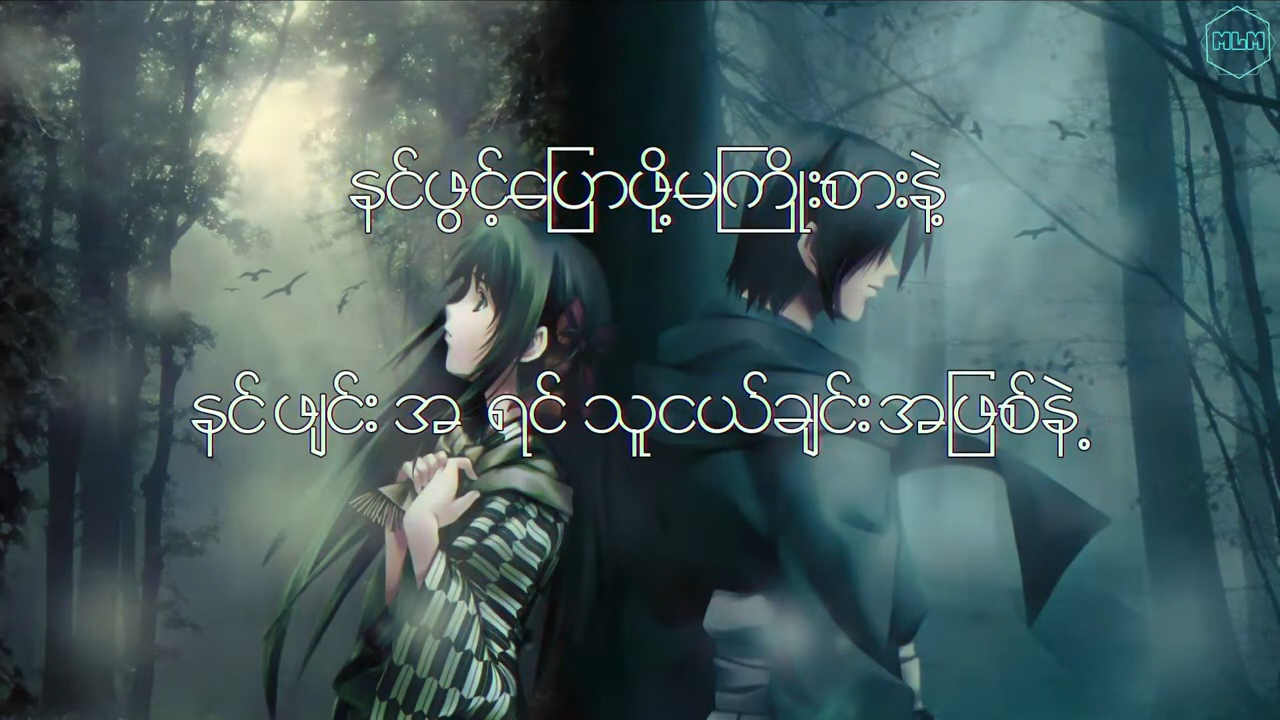 MLM
နင်ဖွင့်ပြောဖို့မကြိုးစားနဲ့
နင်ဖျင်း အ ရင် သူငယ်ချင်းအဖြစ်နဲ့